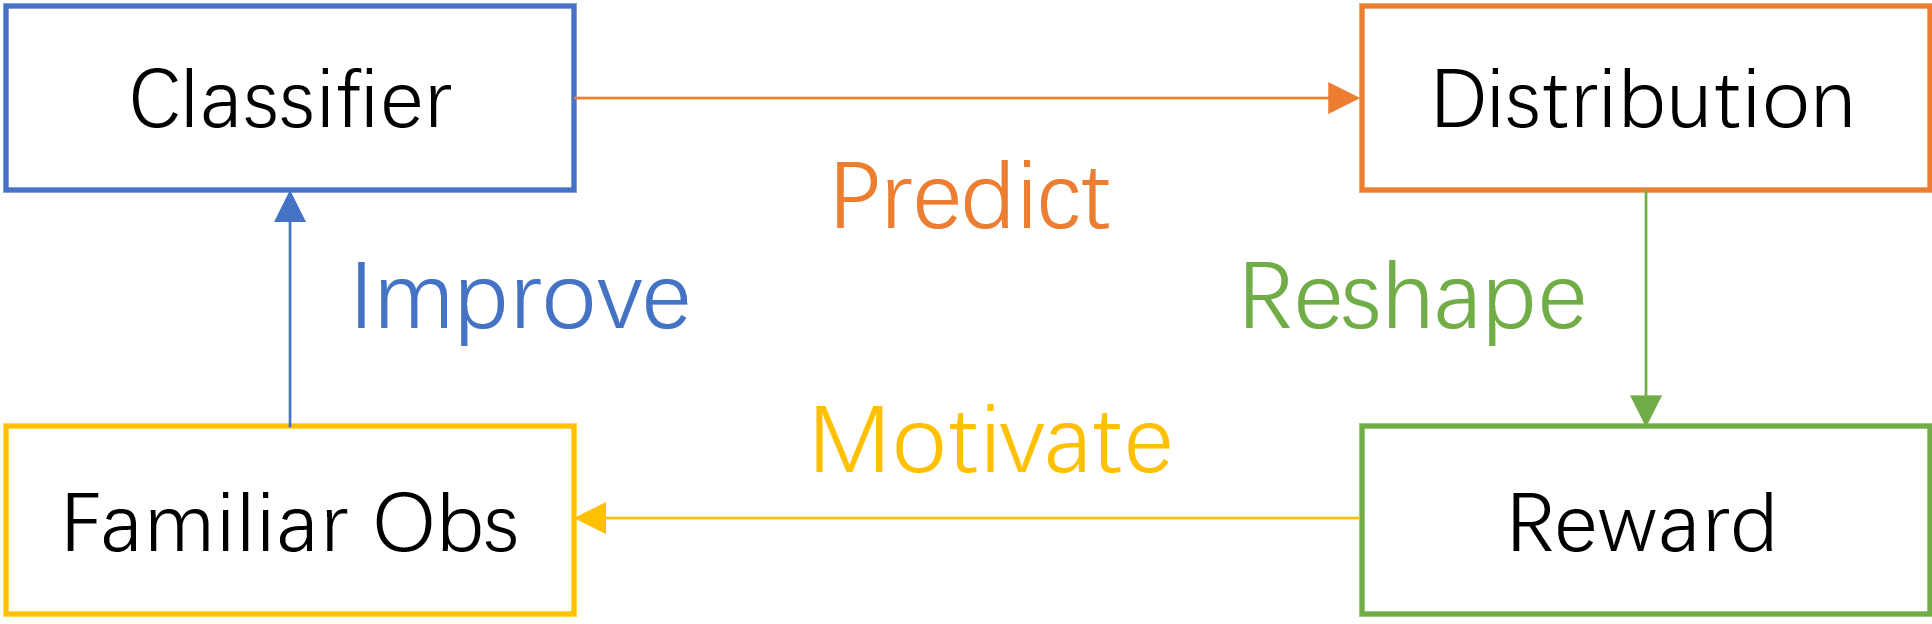 Classifier
Distribution
Predict
Improve
Reshape
Motivate
Familiar Obs
Reward